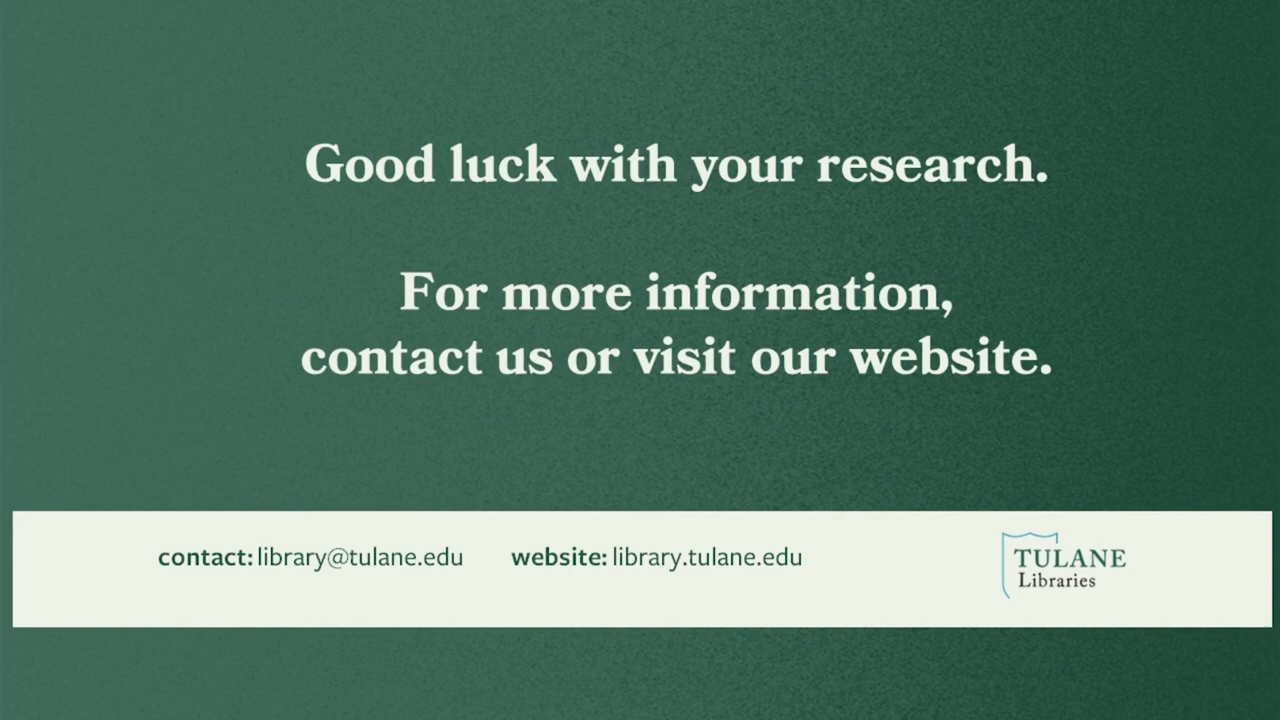 Good luck with your research.
For more information,
contact us or visit our website.
contact: library@tulane.edu website: library.tulane.edu
TULANE
Libraries